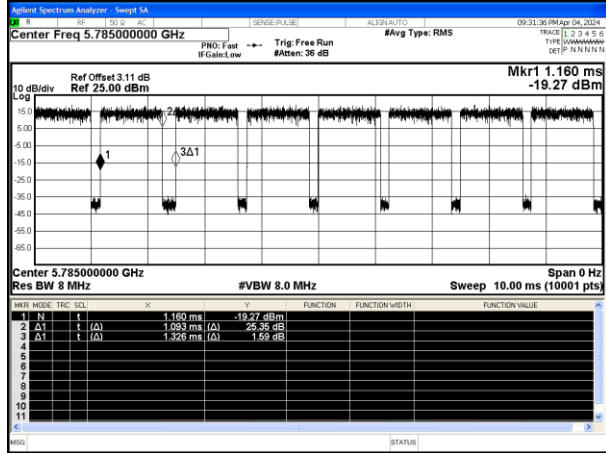 Agilent Spectrum Analyzer - Swept SA
R RF 50 Ω AC SENSE:PULSE ALIGN AUTO 09:31:36 PM Apr 04, 2024
Center Freq 5.785000000 GHz #Avg Type: RMS TRACE 1 2 3 4 5 6
PNO: Fast Trig: Free Run TYPE
IFGain:Low #Atten: 36 dB DET P N N N N N
Ref Offset 3.11 dB Mkr1 1.160 ms
10 dB/div Ref 25.00 dBm -19.27 dBm
Log
15.0
5.00
-5.00
-15.0
-25.0
-35.0
-45.0
-55.0
-65.0
1
3Δ1
Center 5.785000000 GHz Span 0 Hz
Res BW 8 MHz #VBW 8.0 MHz Sweep 10.00 ms (10001 pts)
MKR MODE TRC SCL X Y FUNCTION FUNCTION WIDTH FUNCTION VALUE
1 N t 1.160 ms -19.27 dBm
2 Δ1 t (Δ) 1.093 ms (Δ) 25.35 dB
3 Δ1 t (Δ) 1.326 ms (Δ) 1.59 dB
4
5
6
7
8
9
10
11
MSG STATUS